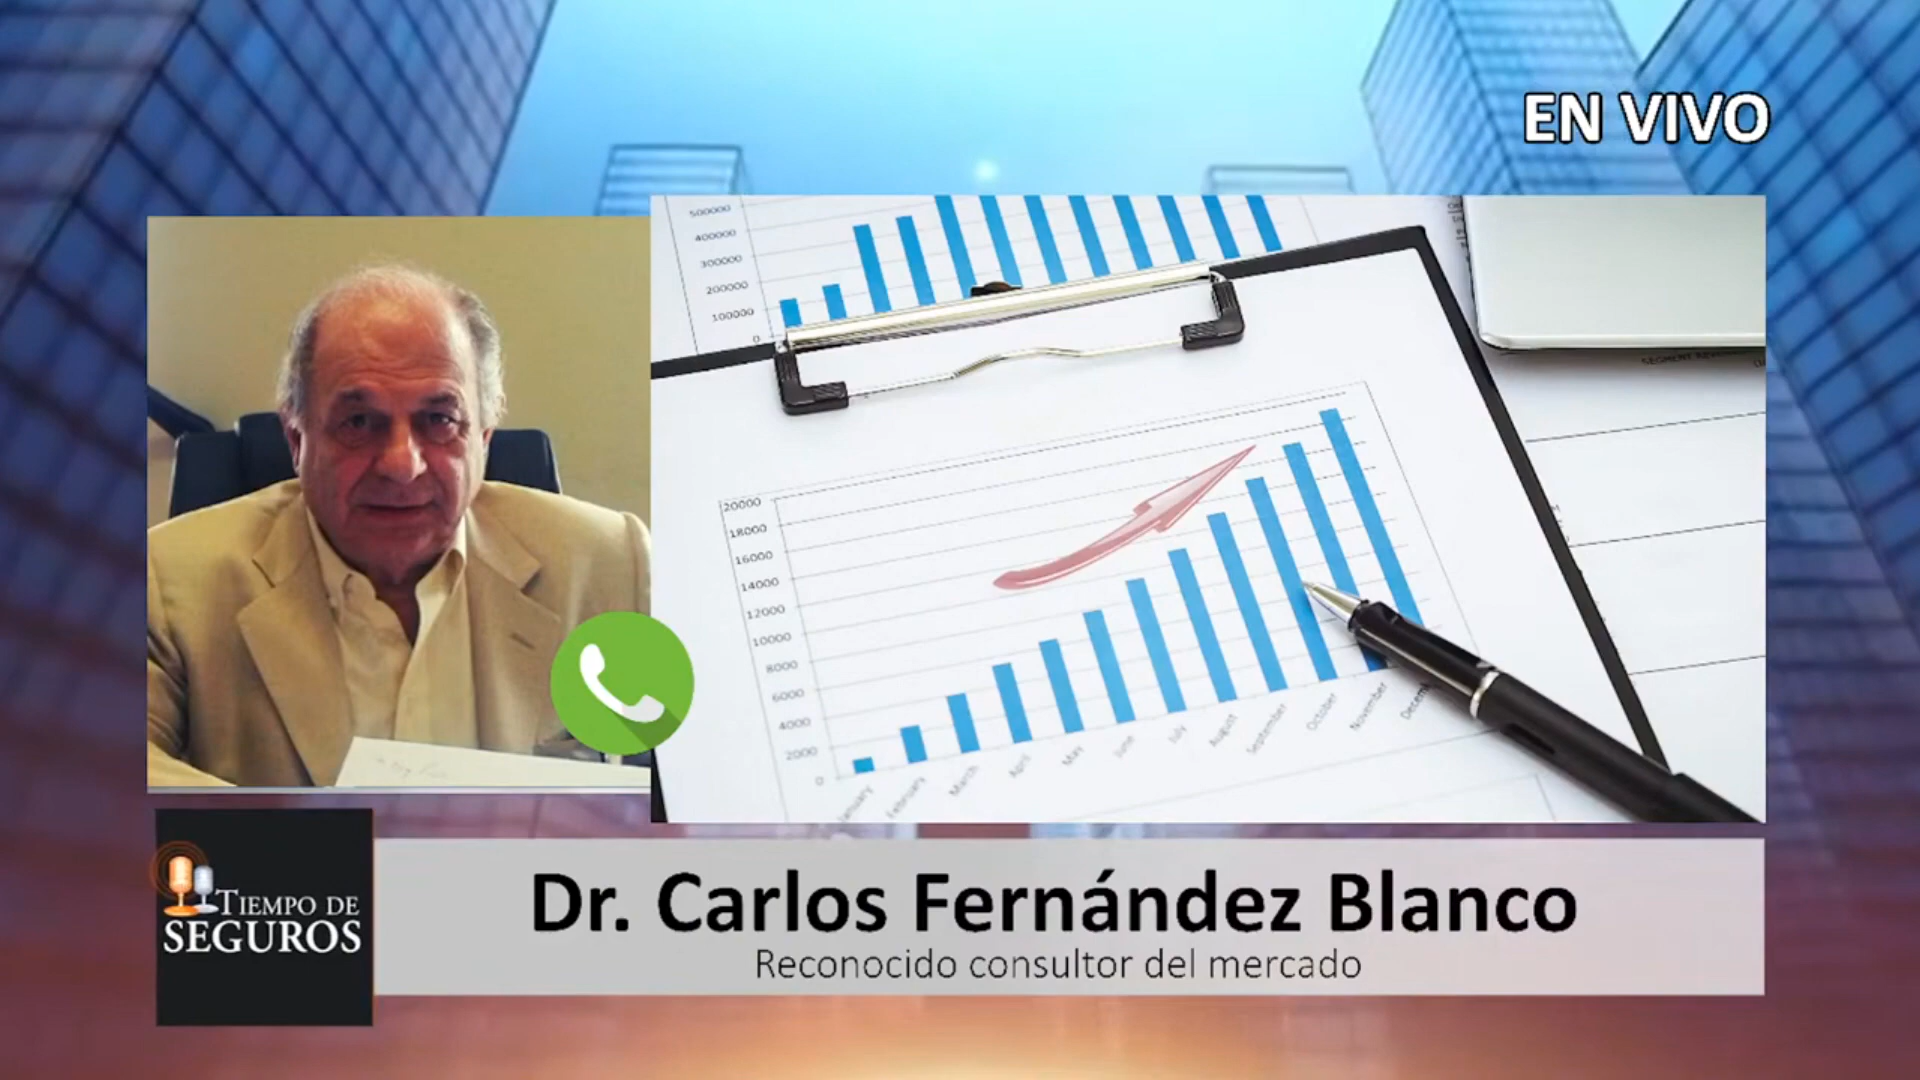 EN VIVO
500000
400000
300000
200000
100000
0
20000
18000
16000
14000
12000
10000
8000
6000
4000
2000
0
January
February
March
April
May
June
July
August
September
October
November
TIEMPO DE
SEGUROS
Dr. Carlos Fernández Blanco
Reconocido consultor del mercado